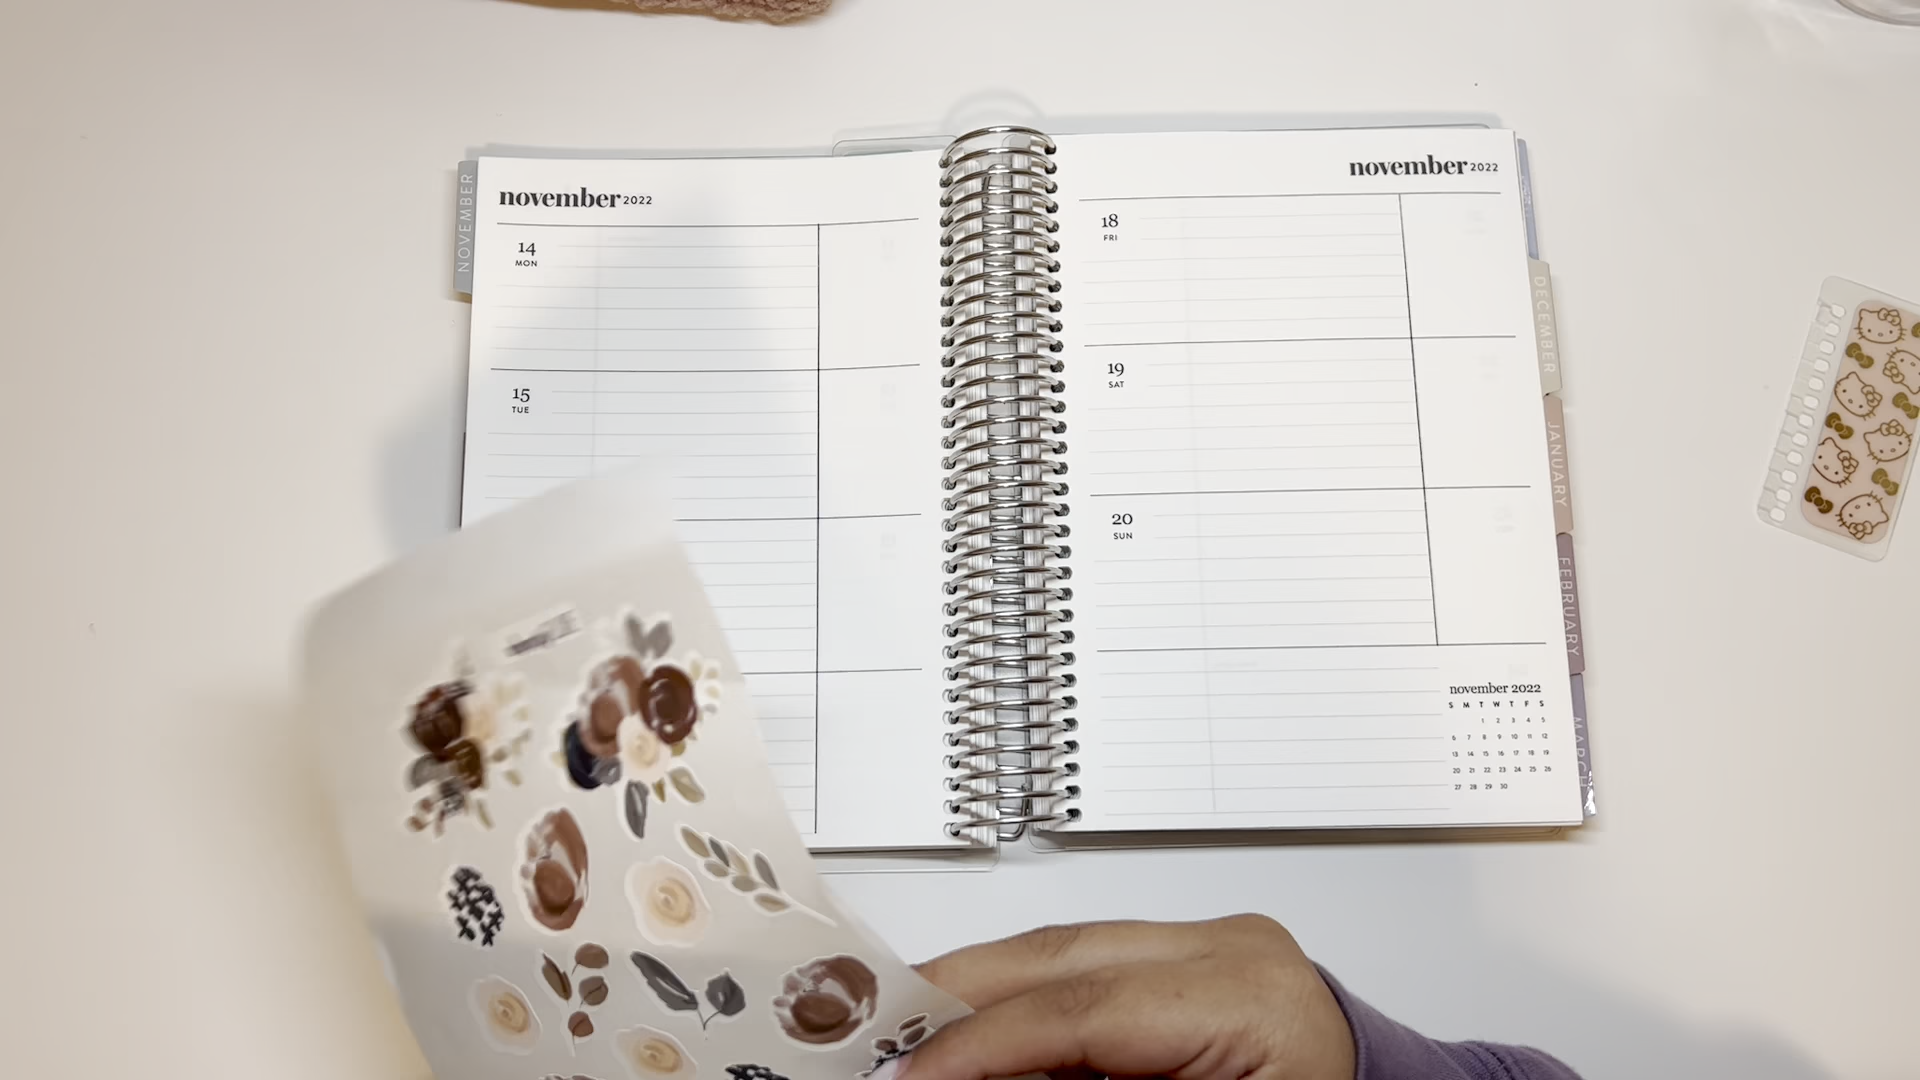 NOVEMBER
november 2022
14
MON
15
TUE
november 2022
18
FRI
19
SAT
20
SUN
november 2022
S M T W T F S
1 2 3 4 5
6 7 8 9 10 11 12
13 14 15 16 17 18 19
20 21 22 23 24 25 26
27 28 29 30
DECEMBER
JANUARY
FEBRUARY
MARCH